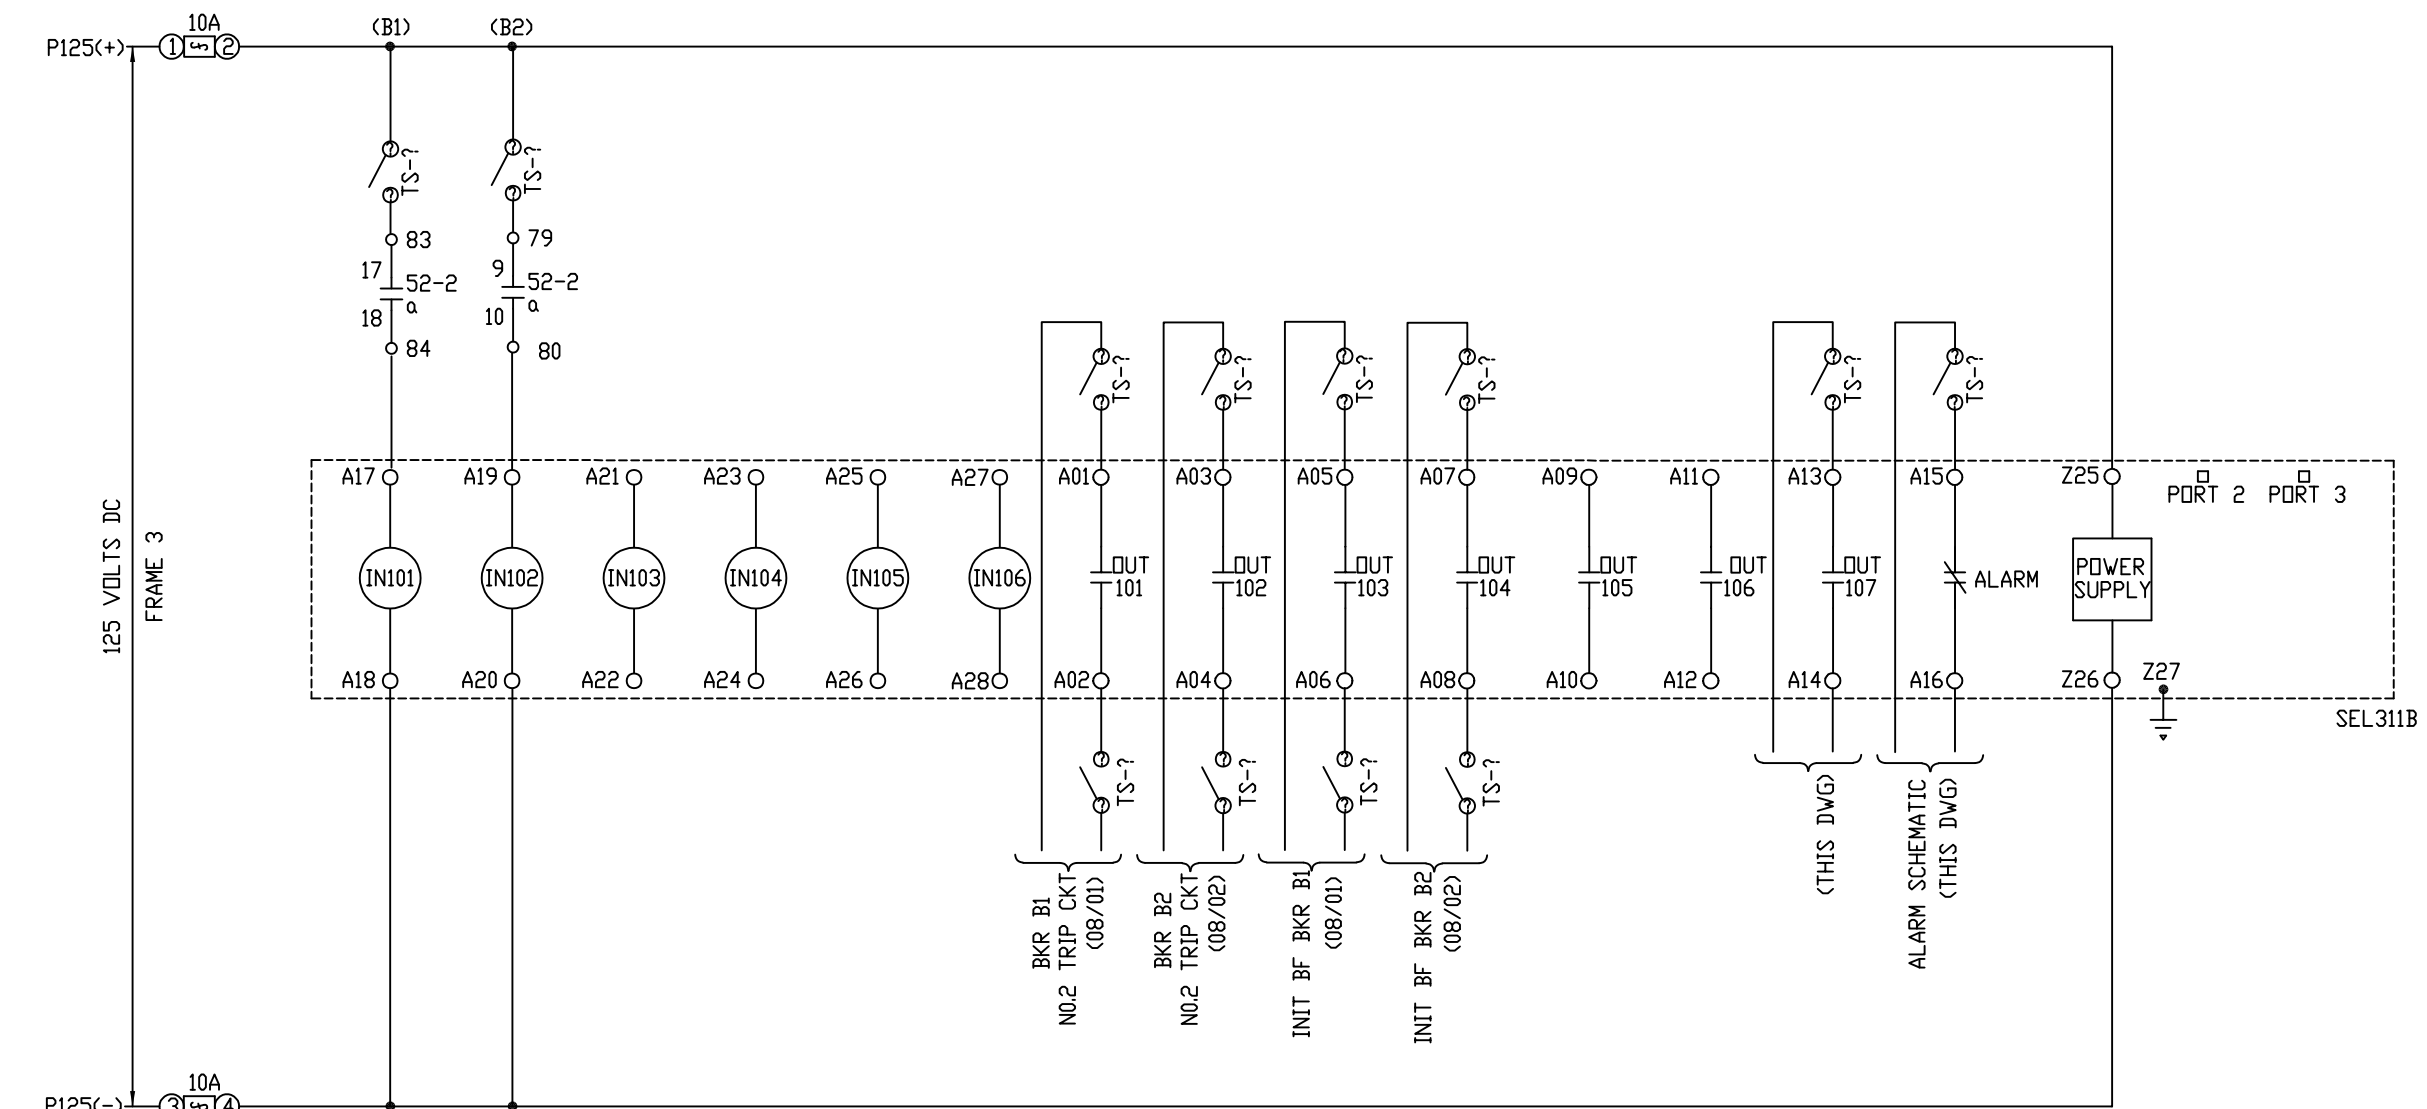 10A
(B1)
(B2)
P125(+)
1
2
?
TS-?
?
?
TS-?
?
83
79
17
9
52-2
52-2
a
a
18
10
84
80
?
TS-?
?
?
TS-?
?
?
TS-?
?
?
TS-?
?
?
TS-?
?
?
TS-?
?
A17
A19
A21
A23
A25
A27
A01
A03
A05
A07
A09
A11
A13
A15
Z25
PORT 2
PORT 3
125 VOLTS DC
FRAME 3
IN101
IN102
IN103
IN104
IN105
IN106
OUT
101
OUT
102
OUT
103
OUT
104
OUT
105
OUT
106
OUT
107
ALARM
POWER
SUPPLY
A18
A20
A22
A24
A26
A28
A02
A04
A06
A08
A10
A12
A14
A16
Z26
Z27
SEL311B
?
TS-?
?
?
TS-?
?
?
TS-?
?
?
TS-?
?
BKR B1
NO.2 TRIP CKT
(08/01)
BKR B2
NO.2 TRIP CKT
(08/02)
INIT BF BKR B1
(08/01)
INIT BF BKR B2
(08/02)
(THIS DWG)
ALARM SCHEMATIC
(THIS DWG)
10A
P125(-)
3
4